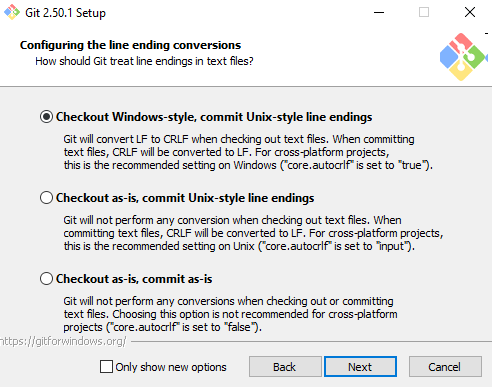 Git 2.50.1 Setup
Configuring the line ending conversions
How should Git treat line endings in text files?
Checkout Windows-style, commit Unix-style line endings
Git will convert LF to CRLF when checking out text files. When committing
text files, CRLF will be converted to LF. For cross-platform projects,
this is the recommended setting on Windows ("core.autocrlf" is set to "true").
Checkout as-is, commit Unix-style line endings
Git will not perform any conversion when checking out text files. When
committing text files, CRLF will be converted to LF. For cross-platform projects,
this is the recommended setting on Unix ("core.autocrlf" is set to "input").
Checkout as-is, commit as-is
Git will not perform any conversions when checking out or committing
text files. Choosing this option is not recommended for cross-platform
projects ("core.autocrlf" is set to "false").
https://gitforwindows.org/
Only show new options
Back
Next
Cancel